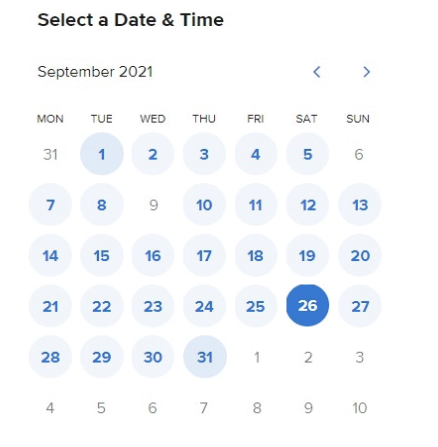 Select a Date & Time
September 2021
MON TUE WED THU FRI SAT SUN
31 1 2 3 4 5 6
7 8 9 10 11 12 13
14 15 16 17 18 19 20
21 22 23 24 25 26 27
28 29 30 31 1 2 3
4 5 6 7 8 9 10